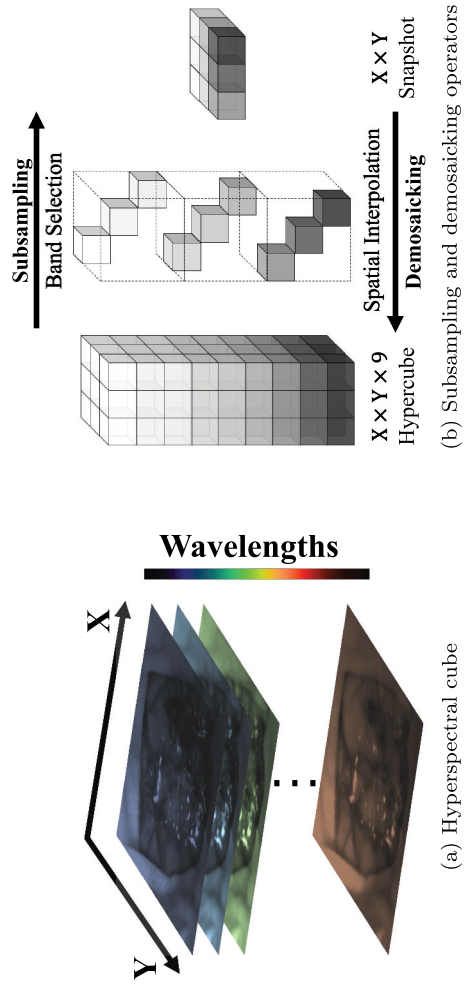 X
Y
Wavelengths
(a) Hyperspectral cube
Subsampling
Band Selection
X × Y × 9
Hypercube
Spatial Interpolation
Demosaicking
X × Y
Snapshot
(b) Subsampling and demosaicking operators